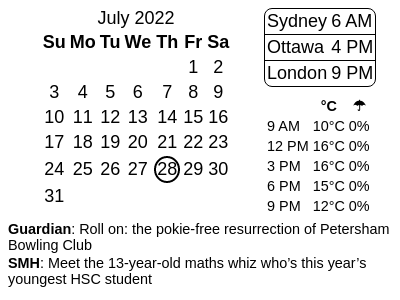 July 2022
Su Mo Tu We Th Fr Sa
1 2
3 4 5 6 7 8 9
10 11 12 13 14 15 16
17 18 19 20 21 22 23
24 25 26 27 28 29 30
31
Sydney 6 AM
Ottawa 4 PM
London 9 PM
°C ☂
9 AM 10°C 0%
12 PM 16°C 0%
3 PM 16°C 0%
6 PM 15°C 0%
9 PM 12°C 0%
Guardian: Roll on: the pokie-free resurrection of Petersham
Bowling Club
SMH: Meet the 13-year-old maths whiz who’s this year’s
youngest HSC student